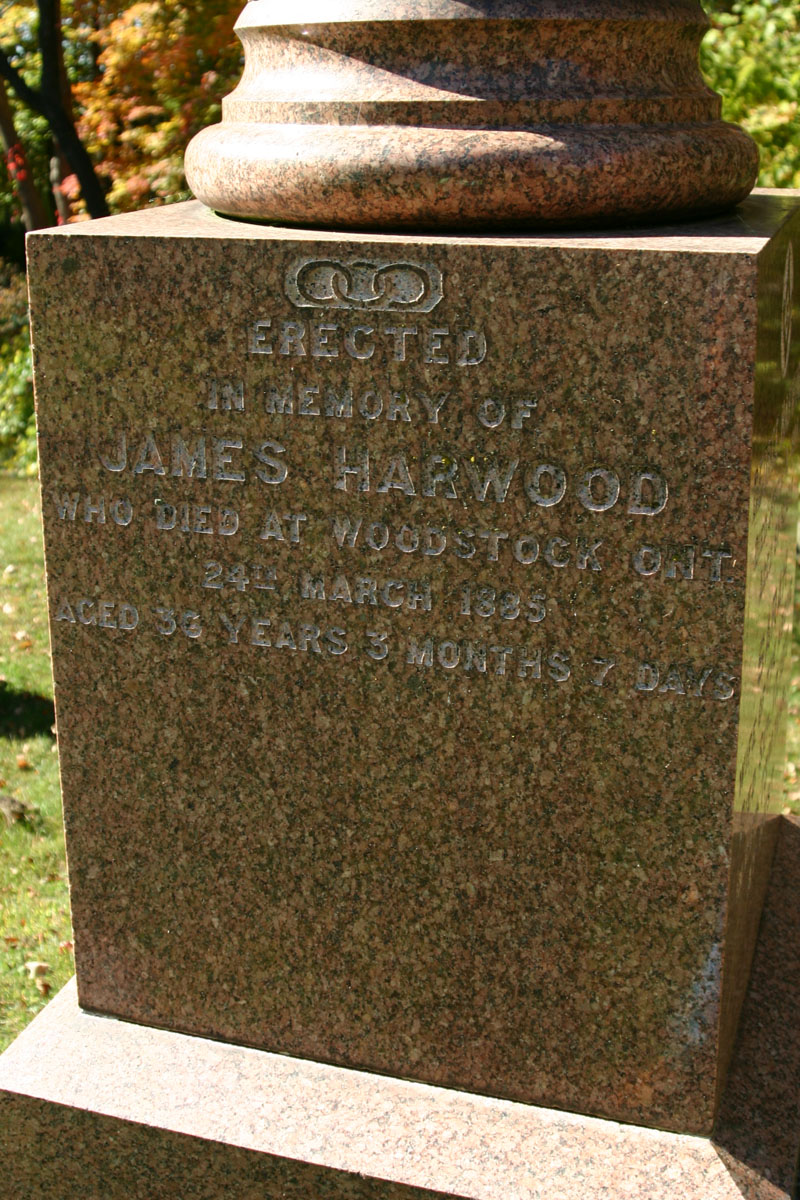 ERECTED
IN MEMORY OF
JAMES HARWOOD
WHO DIED AT WOODSTOCK ONT.
24TH MARCH 1885
AGED 36 YEARS 3 MONTHS 7 DAYS